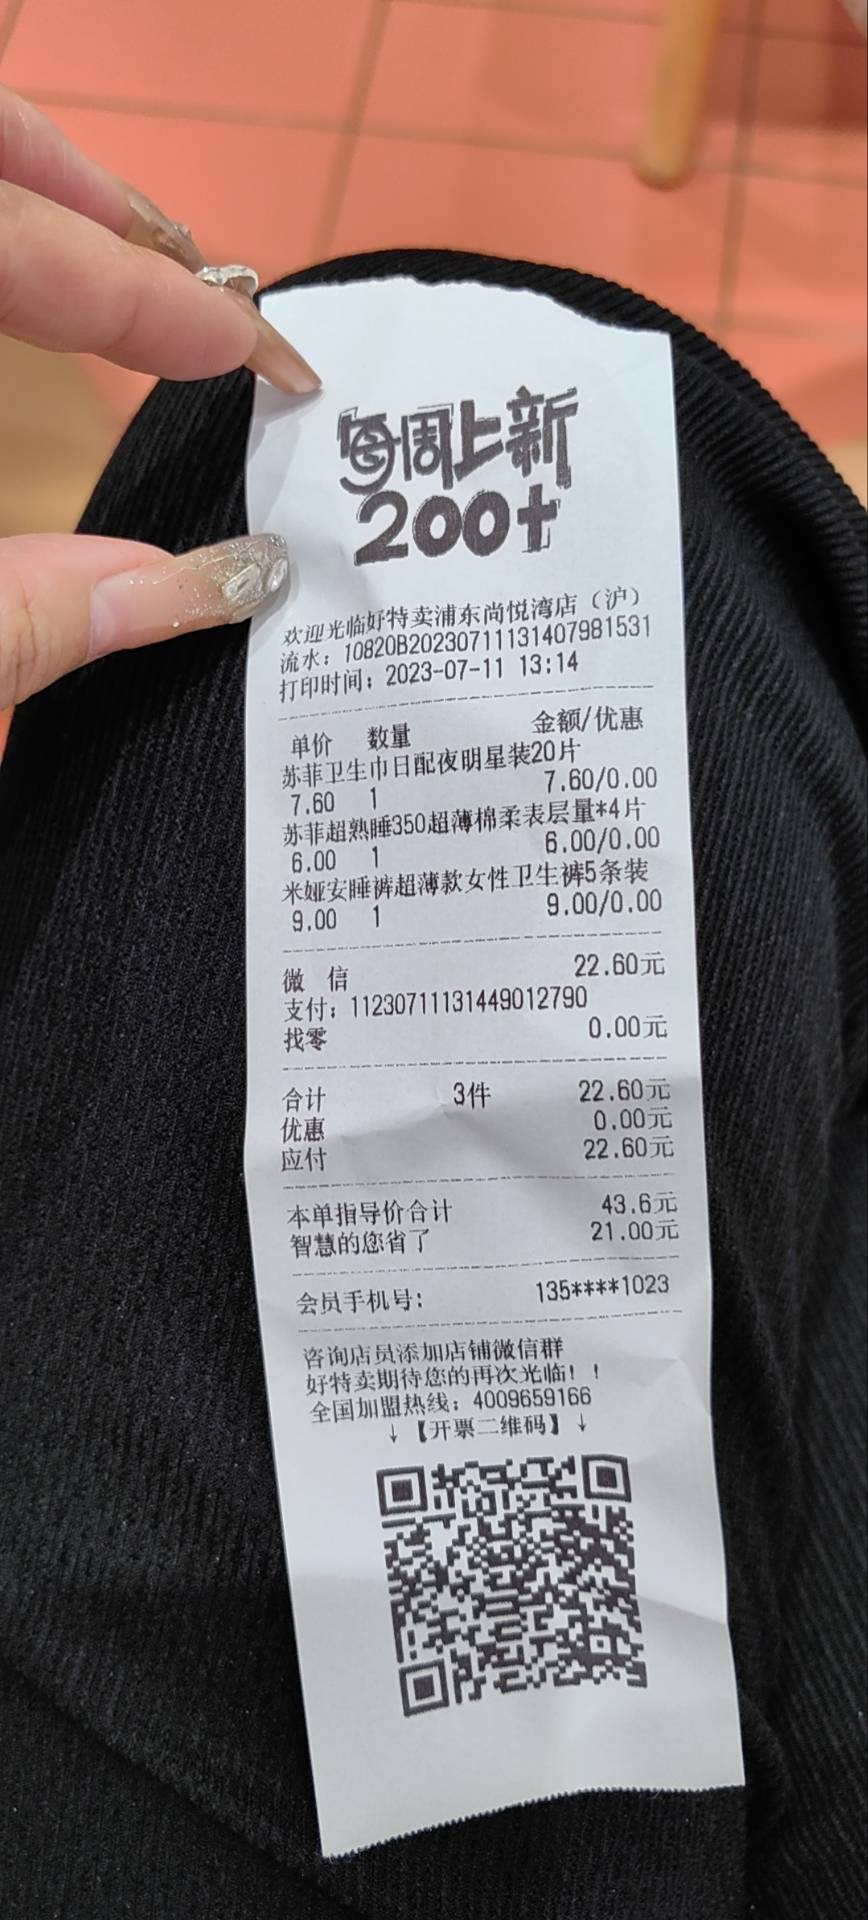 每周上新
200+
欢迎光临好特卖浦东尚悦湾店（沪）
流水：10820B202307111131407981531
打印时间：2023-07-11 13:14
单价 数量 金额/优惠
苏菲卫生巾日配夜明星装20片
7.60 1 7.60/0.00
苏菲超熟睡350超薄棉柔表层量*4片
6.00 1 6.00/0.00
米娅安睡裤超薄款女性卫生裤5条装
9.00 1 9.00/0.00
微 信 22.60元
支付：11230711131449012790
找零 0.00元
合计 3件 22.60元
优惠 0.00元
应付 22.60元
本单指导价合计 43.6元
智慧的您省了 21.00元
会员手机号： 135****1023
咨询店员添加店铺微信群
好特卖期待您的再次光临！！
全国加盟热线：4009659166
↓【开票二维码】↓